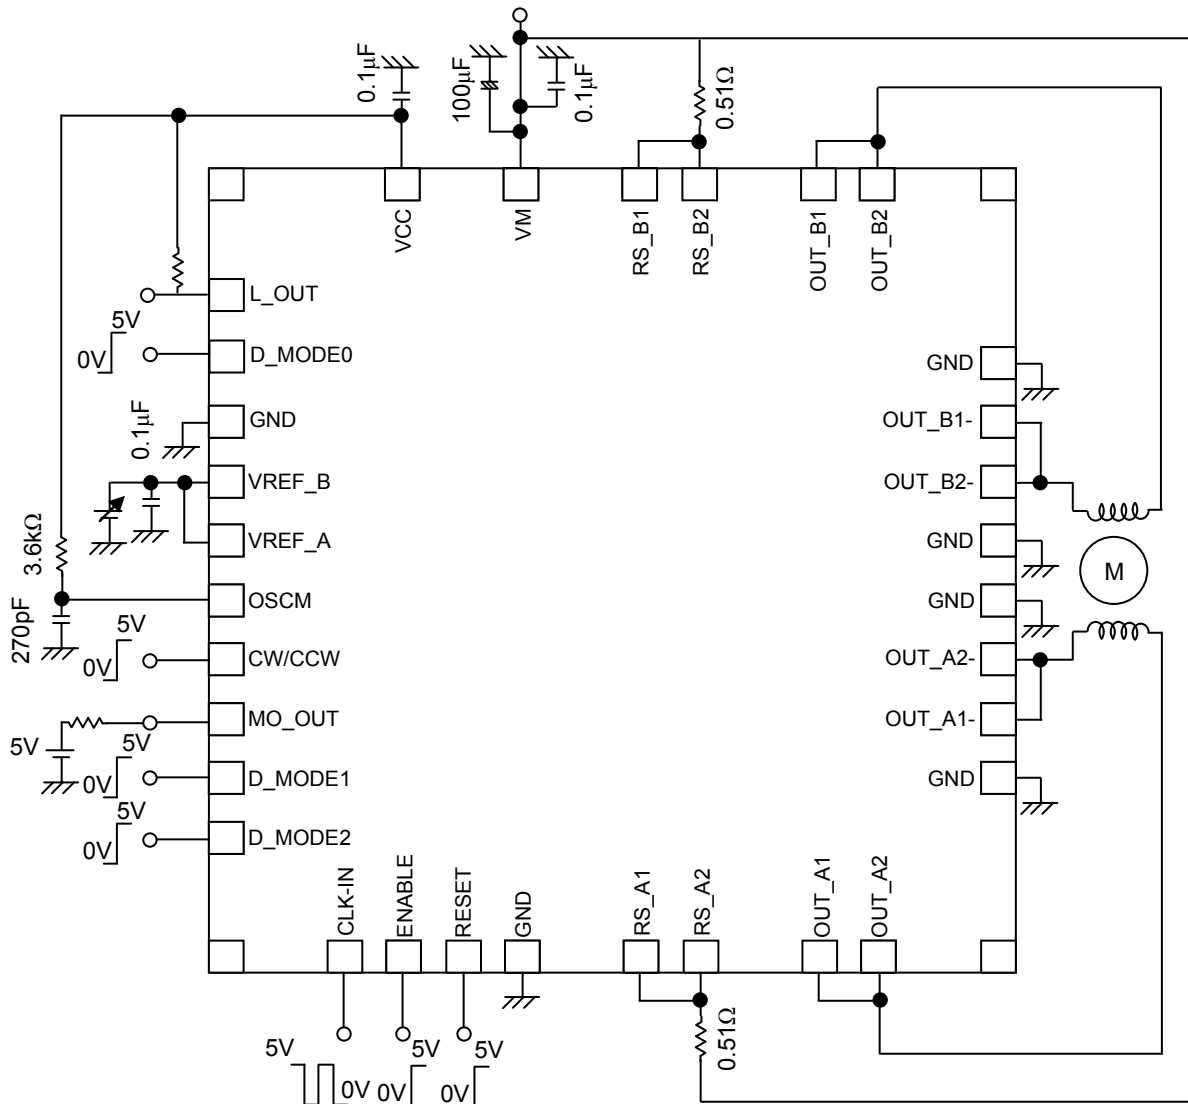 0.1μF
100μF
0.1μF
0.51Ω
VCC
VM
RS_B1
RS_B2
OUT_B1
OUT_B2
L_OUT
5V
0V
D_MODE0
GND
0.1μF
VREF_B
VREF_A
3.6kΩ
OSCM
270pF
5V
0V
CW/CCW
MO_OUT
5V
5V
0V
D_MODE1
5V
0V
D_MODE2
GND
OUT_B1-
OUT_B2-
GND
M
GND
OUT_A2-
OUT_A1-
GND
CLK-IN
ENABLE
RESET
GND
RS_A1
RS_A2
OUT_A1
OUT_A2
5V
0V
5V
0V
5V
0V
0.51Ω